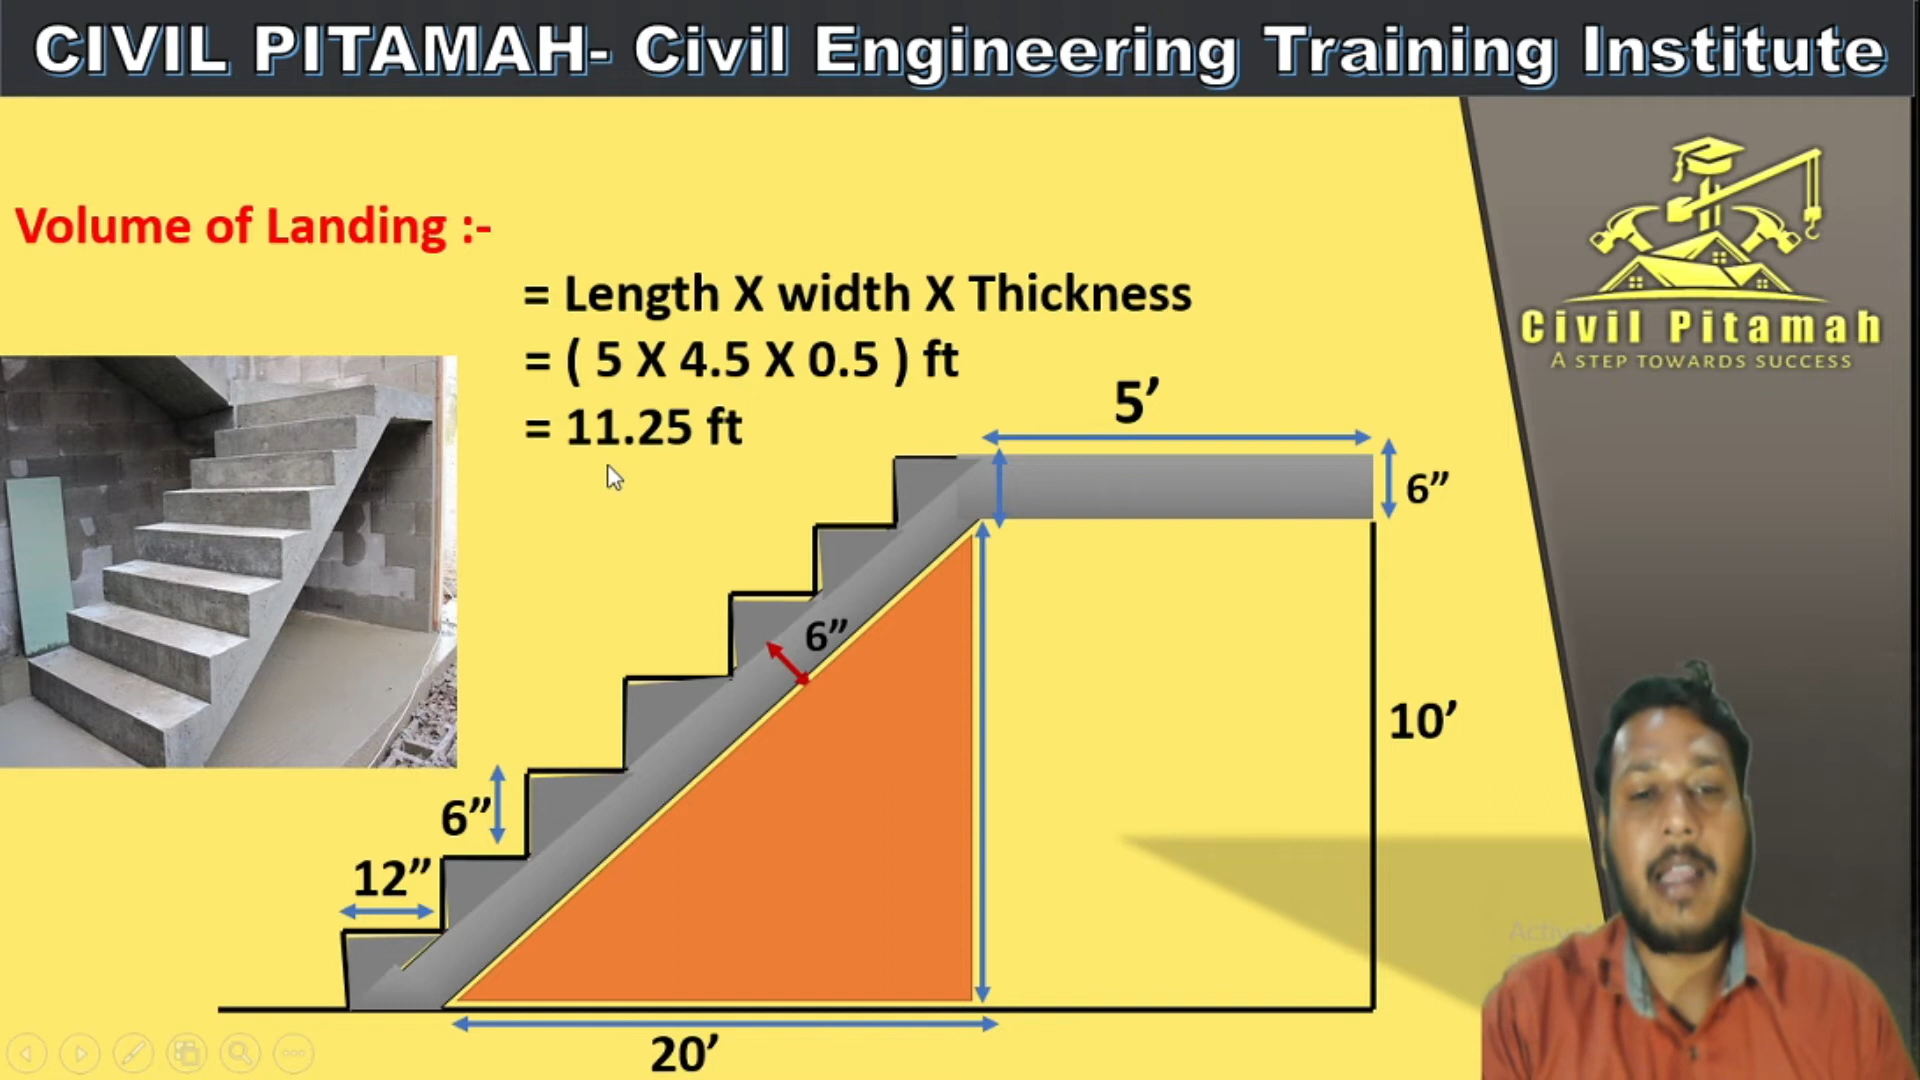 CIVIL PITAMAH- Civil Engineering Training Institute
Volume of Landing :-
= Length X width X Thickness
= ( 5 X 4.5 X 0.5 ) ft
= 11.25 ft
Civil Pitamah
A STEP TOWARDS SUCCESS
5’
6”
6”
10’
6”
12”
20’